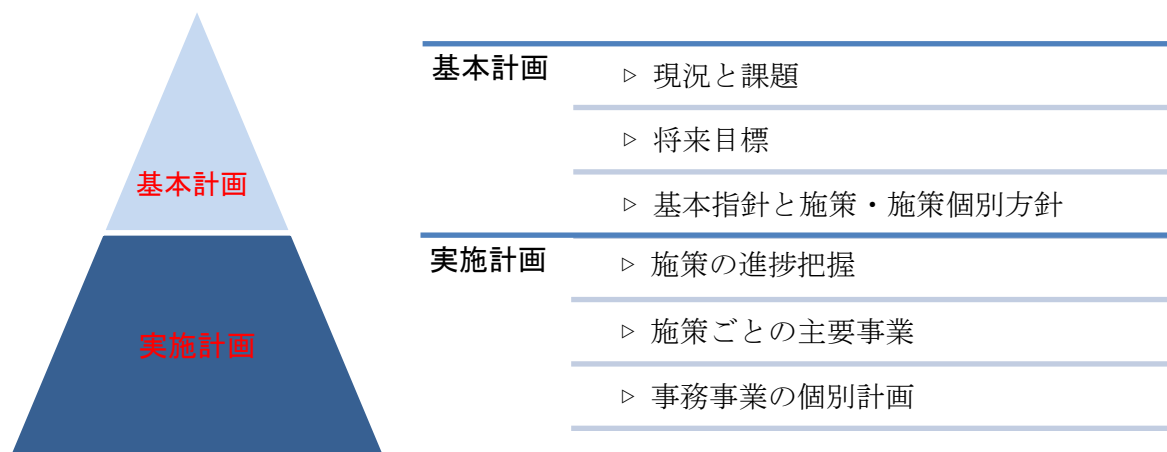 基本計画
実施計画
基本計画
▷ 現況と課題
▷ 将来目標
▷ 基本指針と施策・施策個別方針
実施計画
▷ 施策の進捗把握
▷ 施策ごとの主要事業
▷ 事務事業の個別計画